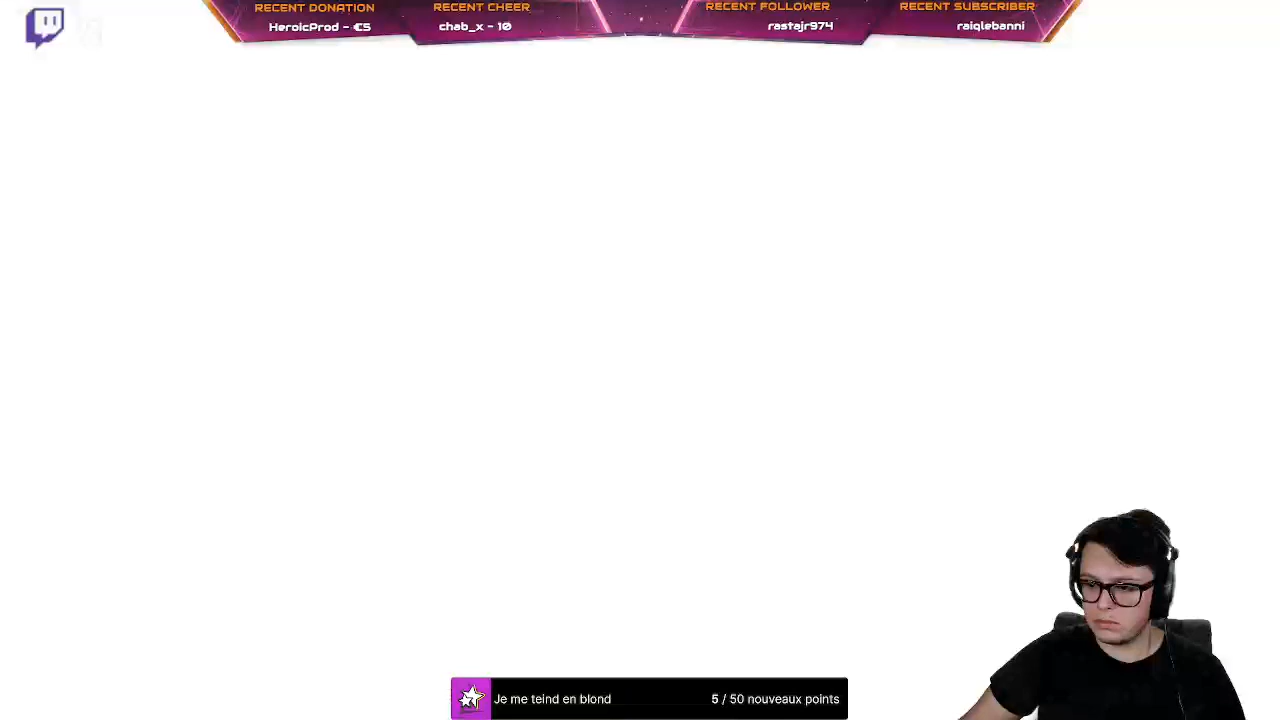 RECENT DONATION
HeroicProd - €5
RECENT CHEER
chab_x - 10
RECENT FOLLOWER
rastajr974
RECENT SUBSCRIBER
raiqlebanni
Je me teind en blond
5 / 50 nouveaux points